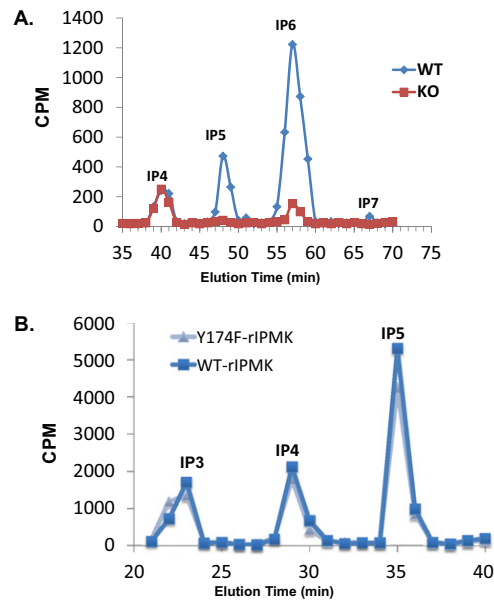 A.
1400
1200
1000
800
600
400
200
0
CPM
IP4
IP5
IP6
IP7
WT
KO
35 40 45 50 55 60 65 70 75
Elution Time (min)
B.
6000
5000
4000
3000
2000
1000
0
CPM
Y174F-rIPMK
WT-rIPMK
IP3
IP4
IP5
20 25 30 35 40
Elution Time (min)